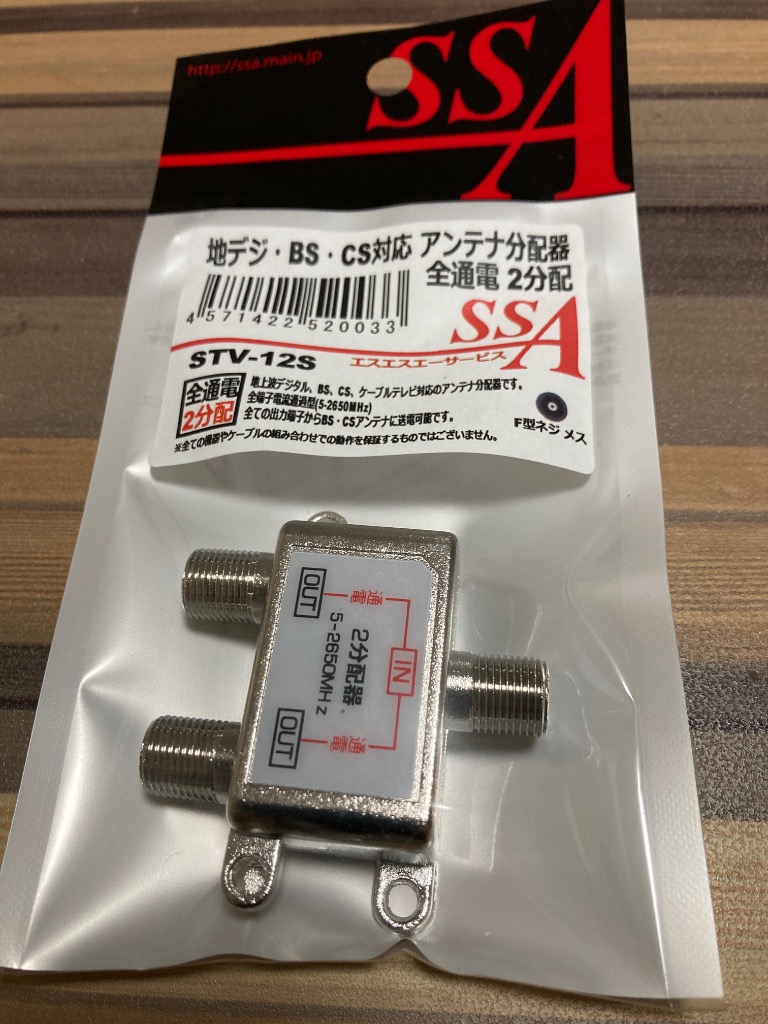 http://ssa.main.jp
SSA
地デジ・BS・CS対応 アンテナ分配器
全通電 2分配
4571422520033
SSA
STV-12S
エスエスエーサービス
全通電
2分配
地上波デジタル、BS、CS、ケーブルテレビ対応のアンテナ分配器です。
全端子電流通過型(5-2650MHz)
全ての出力端子からBS・CSアンテナに送電可能です。
※全ての機器やケーブルの組み合わせでの動作を保証するものではございません。
F型ネジ メス
OUT
通電
IN
2分配器
5-2650MHz
通電
OUT